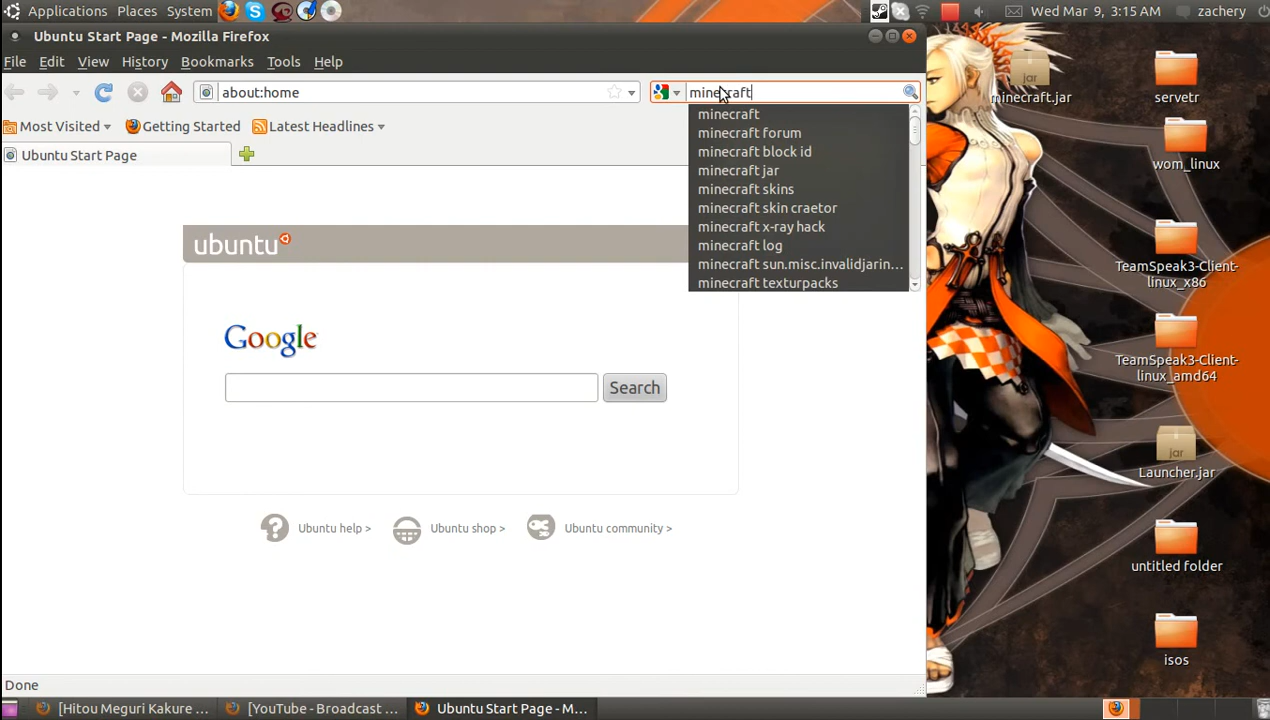 Applications Places System
Wed Mar 9, 3:15 AM zachery
Ubuntu Start Page - Mozilla Firefox
File Edit View History Bookmarks Tools Help
about:home
minecraft
Most Visited Getting Started Latest Headlines
Ubuntu Start Page
minecraft
minecraft forum
minecraft block id
minecraft jar
minecraft skins
minecraft skin craetor
minecraft x-ray hack
minecraft log
minecraft sun.misc.invalidjarin...
minecraft texturpacks
ubuntu
Google
Search
Ubuntu help >
Ubuntu shop >
Ubuntu community >
Done
jar
minecraft.jar
servetr
wom_linux
TeamSpeak3-Client-
linux_x86
TeamSpeak3-Client-
linux_amd64
jar
Launcher.jar
untitled folder
isos
[Hitou Meguri Kakure ...
[YouTube - Broadcast ...
Ubuntu Start Page - M...